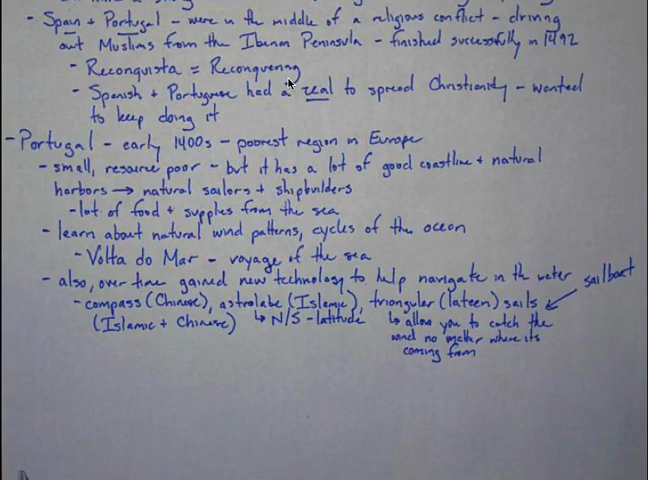 - Spain + Portugal - were in the middle of a religious conflict - driving
out Muslims from the Iberian Peninsula - finished successfully in 1492
- Reconquista = Reconquering
- Spanish + Portuguese had a zeal to spread Christianity - wanted
to keep doing it
- Portugal - early 1400s - poorest region in Europe
- small, resource poor - but it has a lot of good coastline + natural
harbors → natural sailors + shipbuilders
- lot of food + supplies from the sea
- learn about natural wind patterns, cycles of the ocean
- Volta do Mar - voyage of the sea
- also, over time gained new technology to help navigate in the water
sailboat
- compass (Chinese), astrolabe (Islamic), triangular (lateen) sails
(Islamic + Chinese) ↳ N/S - latitude ↳ allow you to catch the
wind no matter where its
coming from